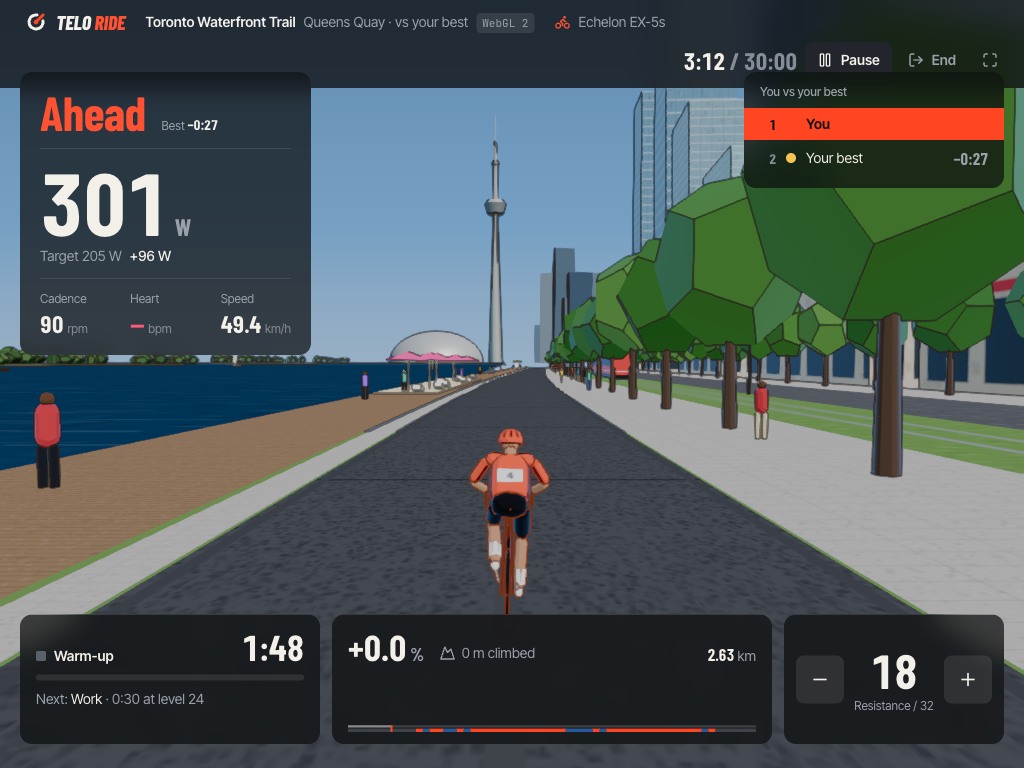 TELO RIDE Toronto Waterfront Trail Queens Quay · vs your best WebGL 2 Echelon EX-5s
3:12 / 30:00 Pause End
Ahead Best −0:27
301 W
Target 205 W +96 W
Cadence Heart Speed
90 rpm — bpm 49.4 km/h
You vs your best
1 You
2 Your best −0:27
4
Warm-up 1:48
Next: Work · 0:30 at level 24
+0.0 % 0 m climbed 2.63 km
− 18 +
Resistance / 32